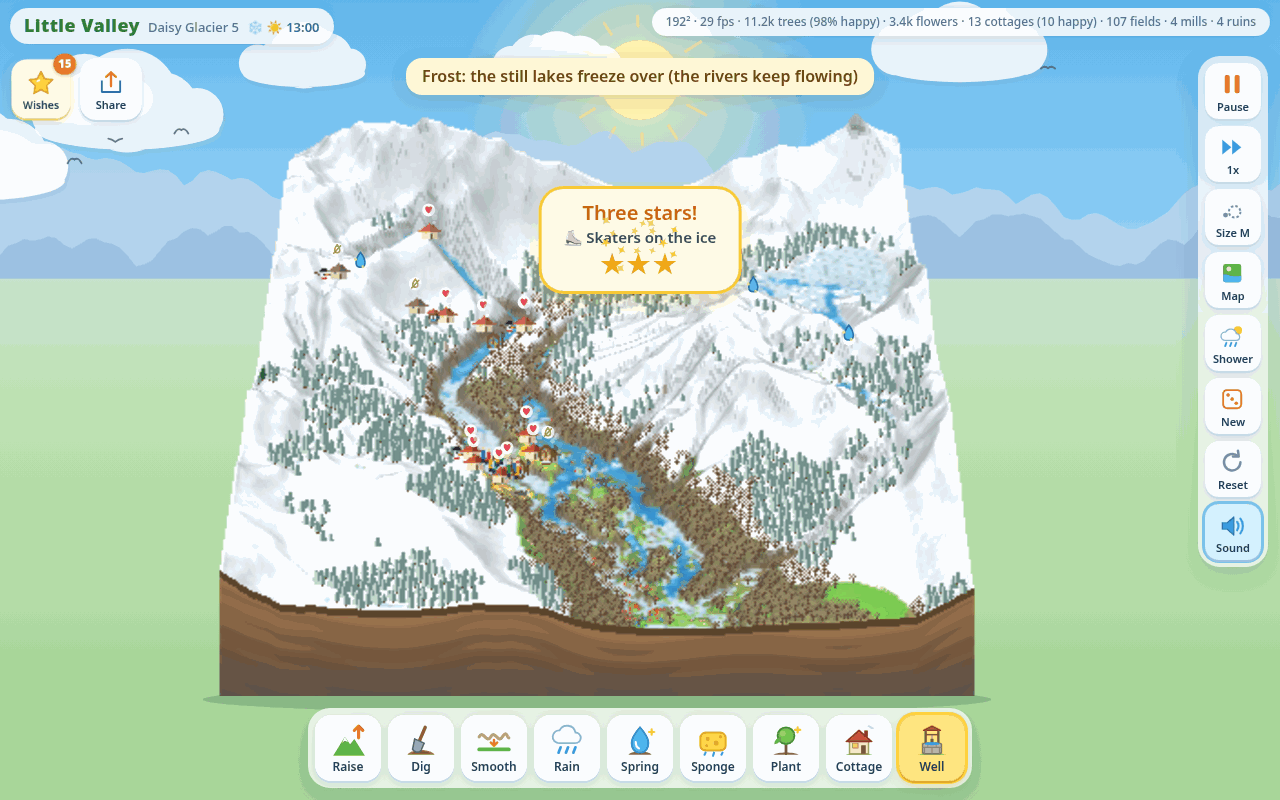 Little Valley Daisy Glacier 5 13:00
192² · 29 fps · 11.2k trees (98% happy) · 3.4k flowers · 13 cottages (10 happy) · 107 fields · 4 mills · 4 ruins
15
Wishes
Share
Frost: the still lakes freeze over (the rivers keep flowing)
Three stars!
Skaters on the ice
Pause
1x
Size M
Map
Shower
New
Reset
Sound
Raise
Dig
Smooth
Rain
Spring
Sponge
Plant
Cottage
Well